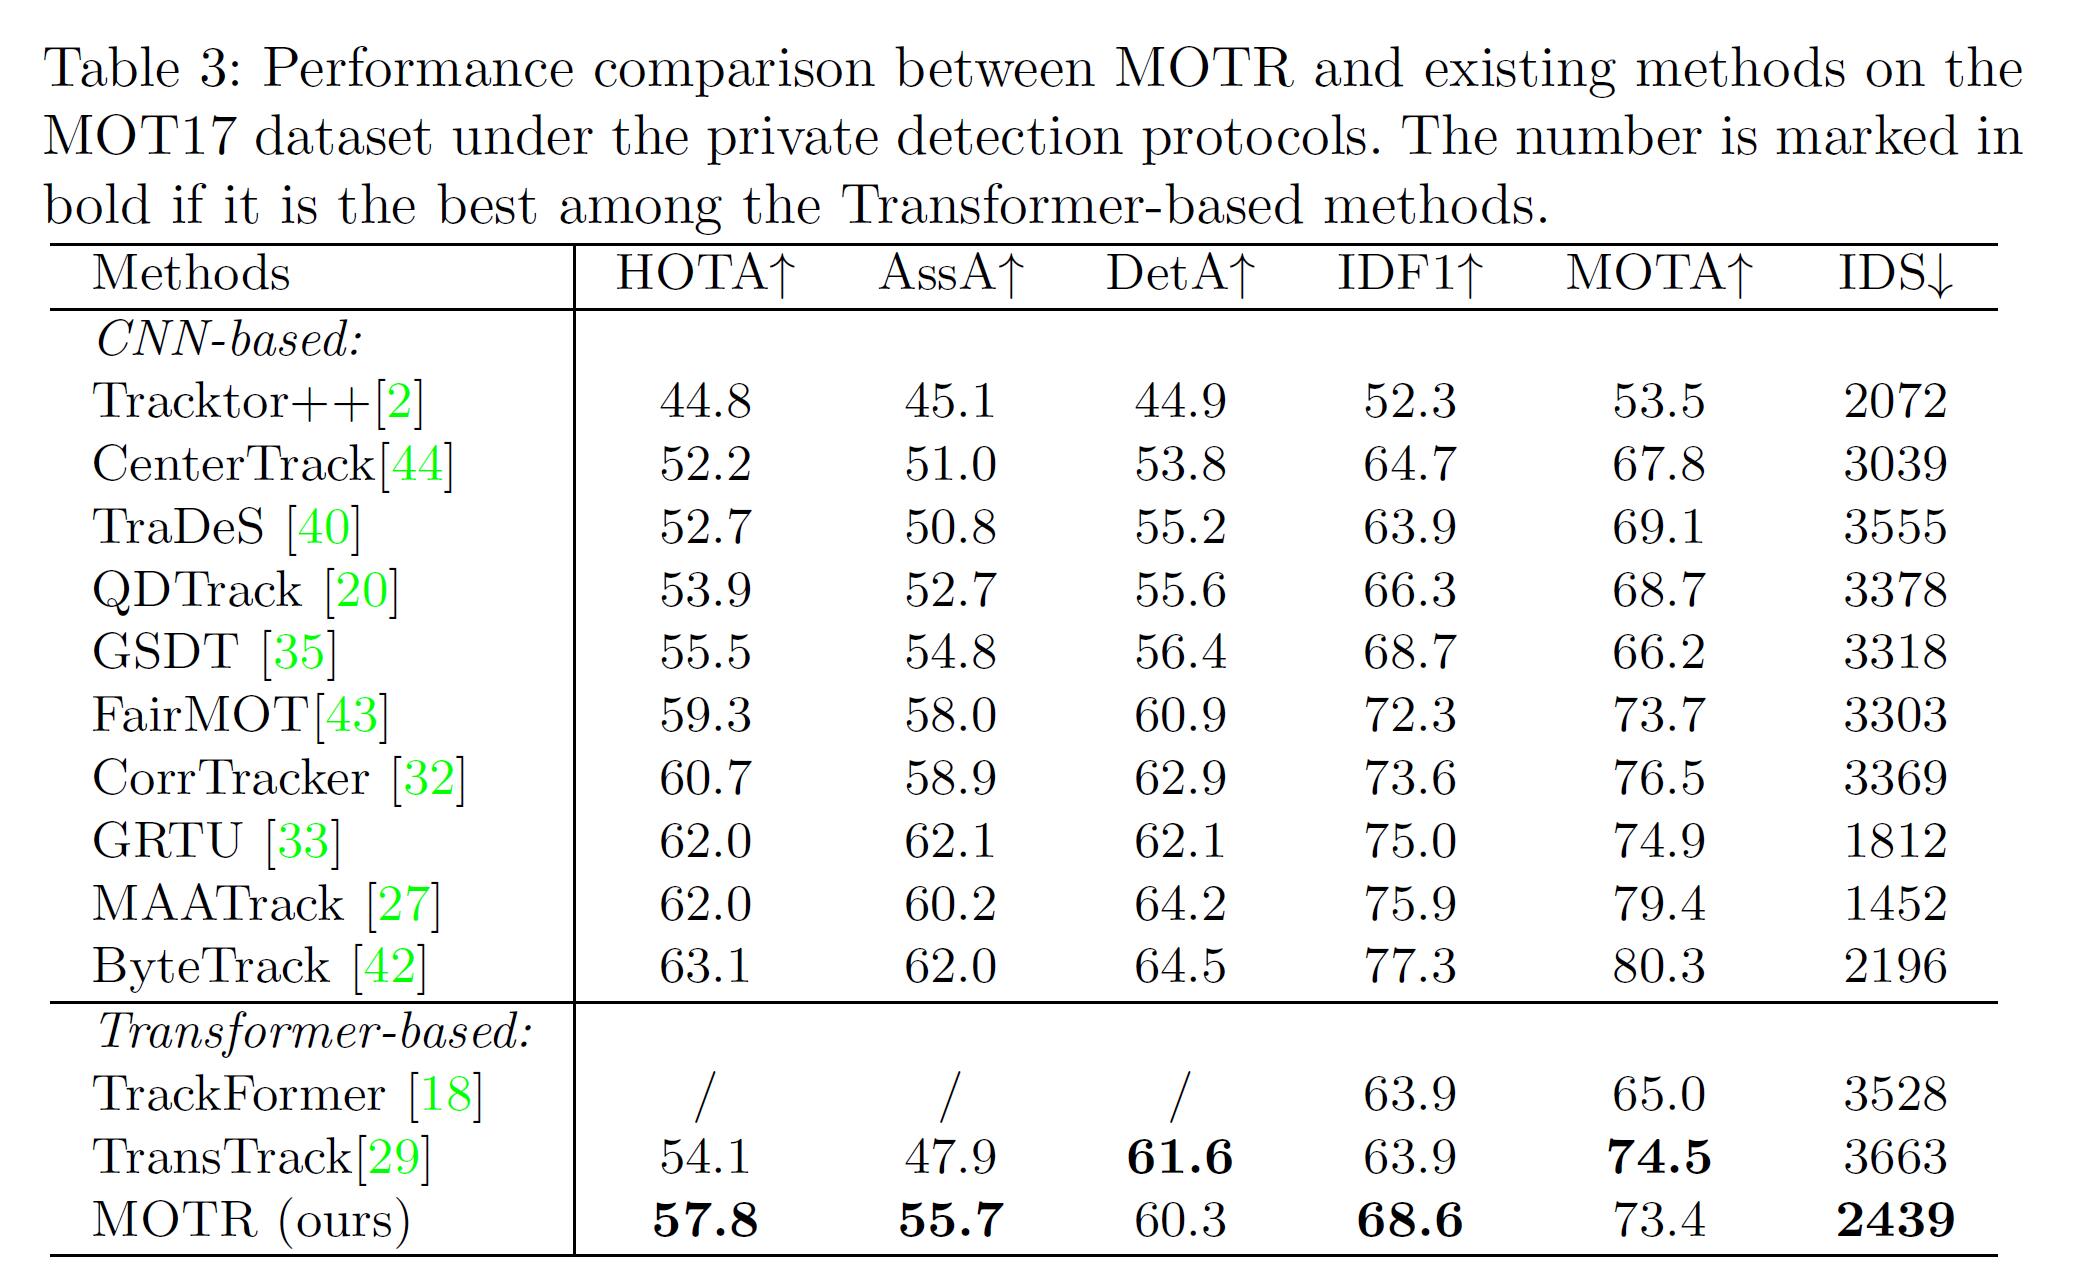 Table 3: Performance comparison between MOTR and existing methods on the
MOT17 dataset under the private detection protocols. The number is marked in
bold if it is the best among the Transformer-based methods.
Methods HOTA↑ AssA↑ DetA↑ IDF1↑ MOTA↑ IDS↓
CNN-based:
Tracktor++[2] 44.8 45.1 44.9 52.3 53.5 2072
CenterTrack[44] 52.2 51.0 53.8 64.7 67.8 3039
TraDeS [40] 52.7 50.8 55.2 63.9 69.1 3555
QDTrack [20] 53.9 52.7 55.6 66.3 68.7 3378
GSDT [35] 55.5 54.8 56.4 68.7 66.2 3318
FairMOT[43] 59.3 58.0 60.9 72.3 73.7 3303
CorrTracker [32] 60.7 58.9 62.9 73.6 76.5 3369
GRTU [33] 62.0 62.1 62.1 75.0 74.9 1812
MAATrack [27] 62.0 60.2 64.2 75.9 79.4 1452
ByteTrack [42] 63.1 62.0 64.5 77.3 80.3 2196
Transformer-based:
TrackFormer [18] / / / 63.9 65.0 3528
TransTrack[29] 54.1 47.9 61.6 63.9 74.5 3663
MOTR (ours) 57.8 55.7 60.3 68.6 73.4 2439